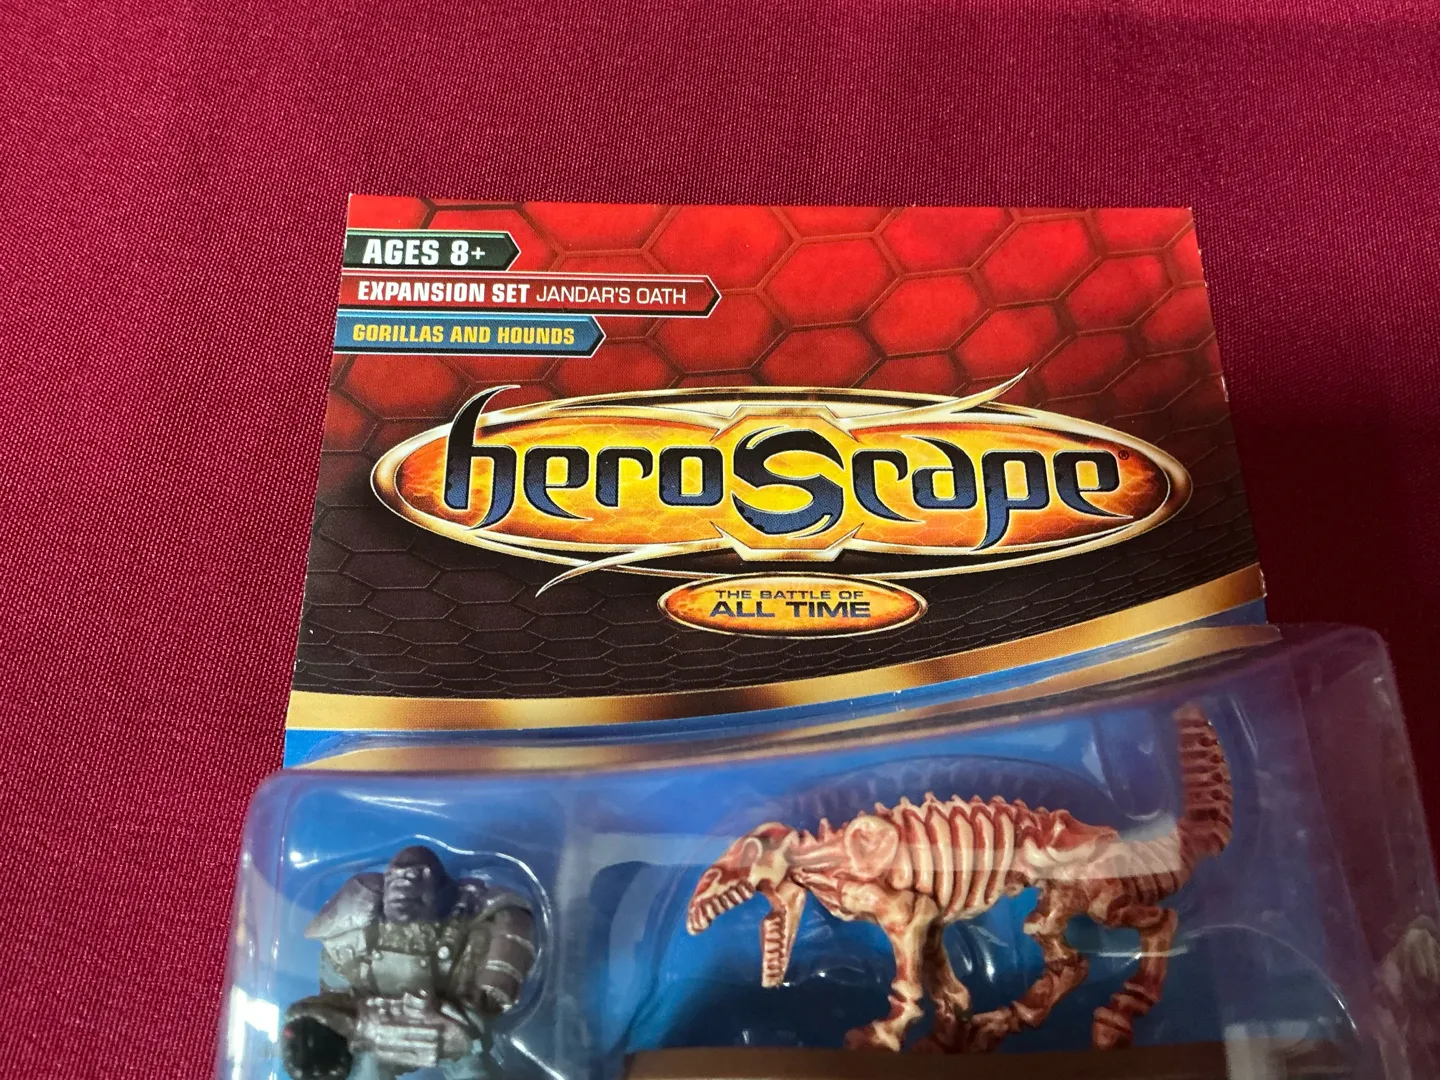 AGES 8+
EXPANSION SET JANDAR'S OATH
GORILLAS AND HOUNDS
heroScape®
THE BATTLE OF
ALL TIME